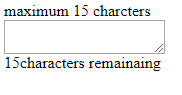 maximum 15 charcters
15characters remainaing